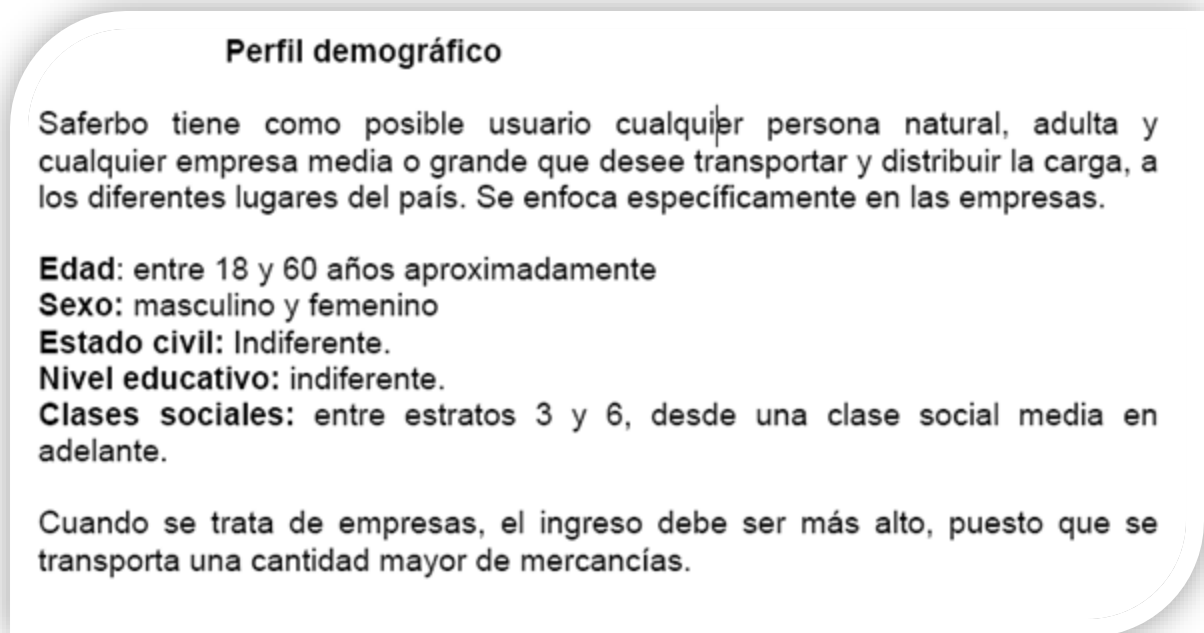 Perfil demográfico
Saferbo tiene como posible usuario cualquier persona natural, adulta y
cualquier empresa media o grande que desee transportar y distribuir la carga, a
los diferentes lugares del país. Se enfoca específicamente en las empresas.
Edad: entre 18 y 60 años aproximadamente
Sexo: masculino y femenino
Estado civil: Indiferente.
Nivel educativo: indiferente.
Clases sociales: entre estratos 3 y 6, desde una clase social media en
adelante.
Cuando se trata de empresas, el ingreso debe ser más alto, puesto que se
transporta una cantidad mayor de mercancías.